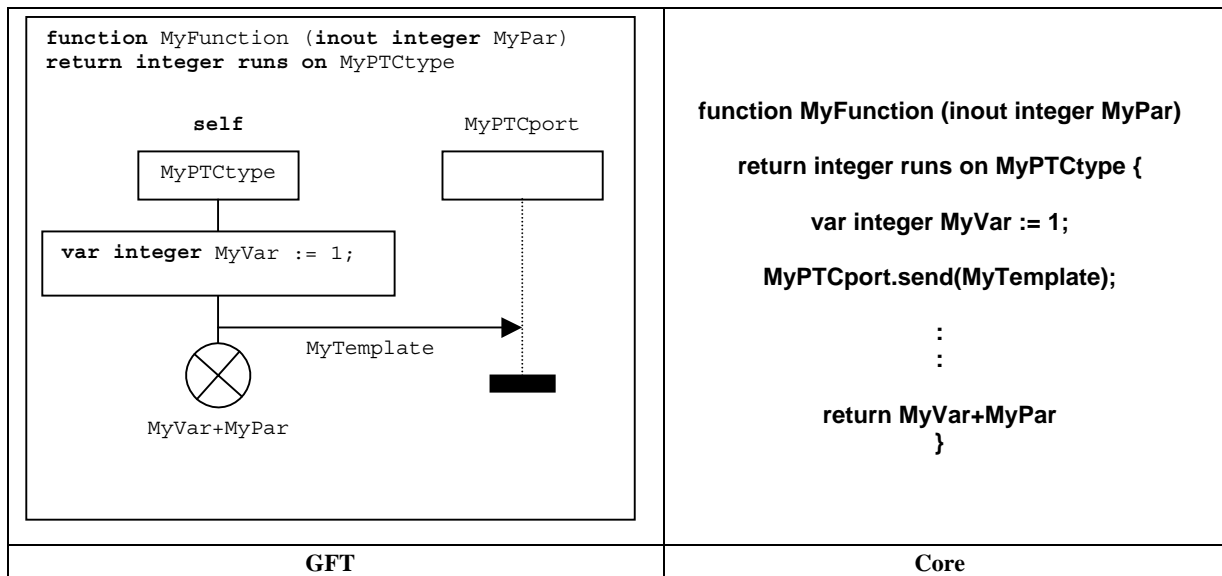 function MyFunction (inout integer MyPar)
return integer runs on MyPTCtype
self
MyPTCport
MyPTCtype
var integer MyVar := 1;
MyTemplate
MyVar+MyPar
GFT
function MyFunction (inout integer MyPar)
return integer runs on MyPTCtype {
var integer MyVar := 1;
MyPTCport.send(MyTemplate);
:
:
return MyVar+MyPar
}
Core